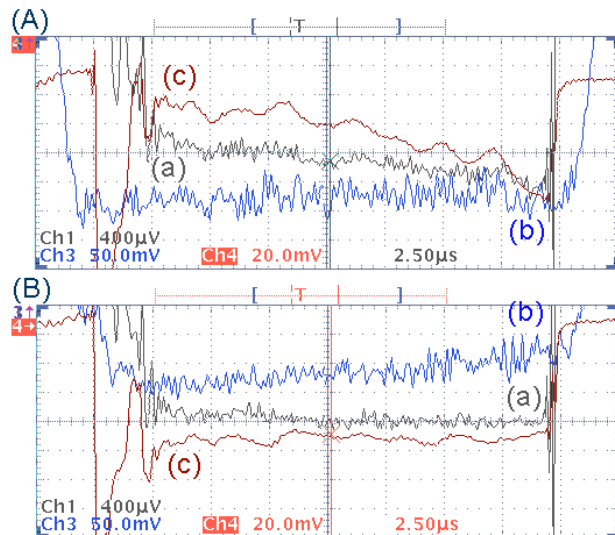 (A)
[ T ]
(c)
(a)
(b)
Ch1 400µV
Ch3 50.0mV Ch4 20.0mV 2.50µs
(B)
[ T ]
3↑
4→
(b)
(a)
(c)
Ch1 400µV
Ch3 50.0mV Ch4 20.0mV 2.50µs